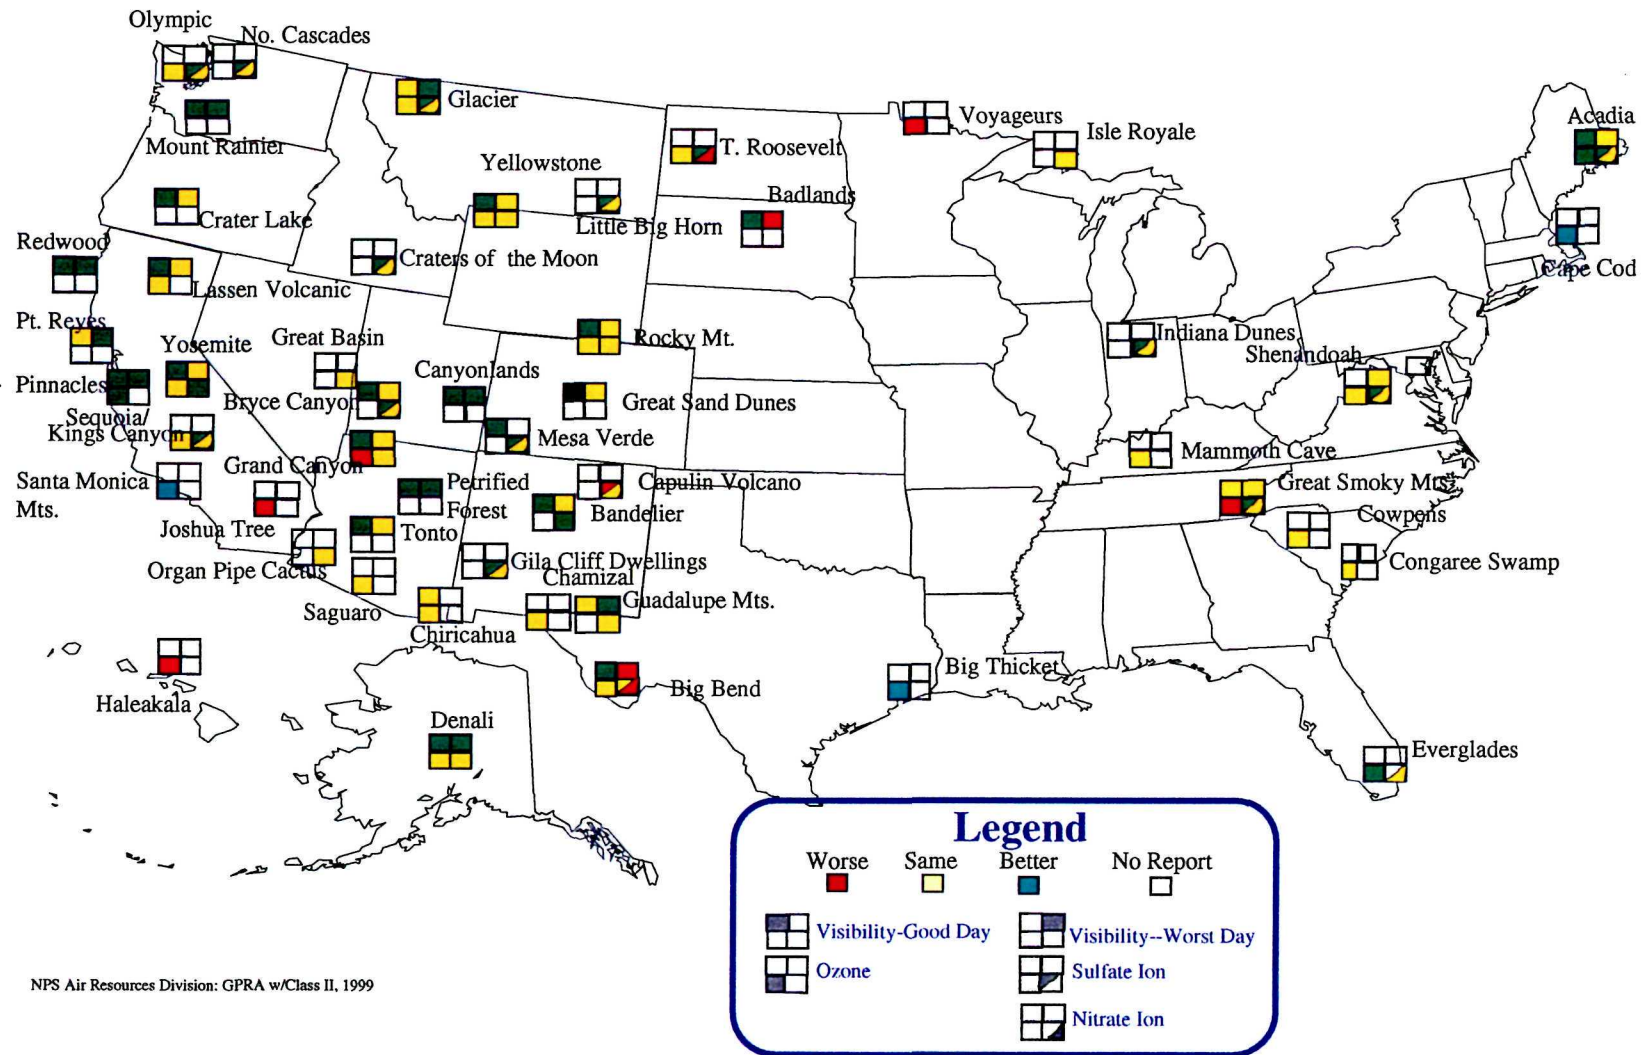 Olympic
No. Cascades
Glacier
Mount Rainier
Voyageurs
Isle Royale
Acadia
T. Roosevelt
Yellowstone
Badlands
Little Big Horn
Crater Lake
Redwood
Craters of the Moon
Cape Cod
Lassen Volcanic
Pt. Reyes
Yosemite
Great Basin
Rocky Mt.
Indiana Dunes
Shenandoah
Pinnacles
Canyonlands
Bryce Canyon
Great Sand Dunes
Sequoia/
Kings Canyon
Mesa Verde
Mammoth Cave
Santa Monica
Mts.
Grand Canyon
Petrified
Forest
Capulin Volcano
Great Smoky Mts.
Bandelier
Cowpens
Joshua Tree
Tonto
Organ Pipe Cactus
Gila Cliff Dwellings
Congaree Swamp
Chamizal
Saguaro
Guadalupe Mts.
Chiricahua
Big Thicket
Big Bend
Haleakala
Denali
Everglades
Legend
Worse Same Better No Report
Visibility-Good Day
Visibility--Worst Day
Ozone
Sulfate Ion
Nitrate Ion
NPS Air Resources Division: GPRA w/Class II, 1999